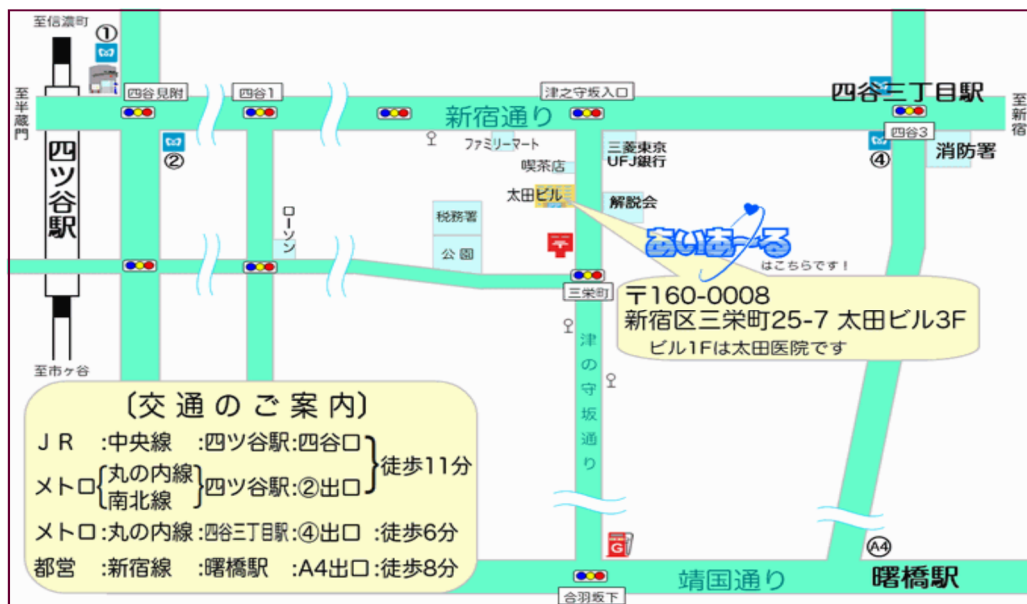 至信濃町
①
四谷見附
四谷1
津之守坂入口
四谷三丁目駅
至半蔵門
新宿通り
至新宿
四谷3
②
ファミリーマート
三菱東京
UFJ銀行
④
消防署
四ツ谷駅
喫茶店
太田ビル
解説会
ローソン
税務署
公園
あいあ〜る
はこちらです!
三栄町
〒160-0008
新宿区三栄町25-7 太田ビル3F
ビル1Fは太田医院です
至市ヶ谷
津の守坂通り
〔交通のご案内〕
JR :中央線 :四ツ谷駅:四谷口
徒歩11分
メトロ{丸の内線 南北線}四ツ谷駅:②出口
メトロ:丸の内線:四谷三丁目駅:④出口 :徒歩6分
都営 :新宿線 :曙橋駅 :A4出口:徒歩8分
G
A4
靖国通り
曙橋駅
合羽坂下